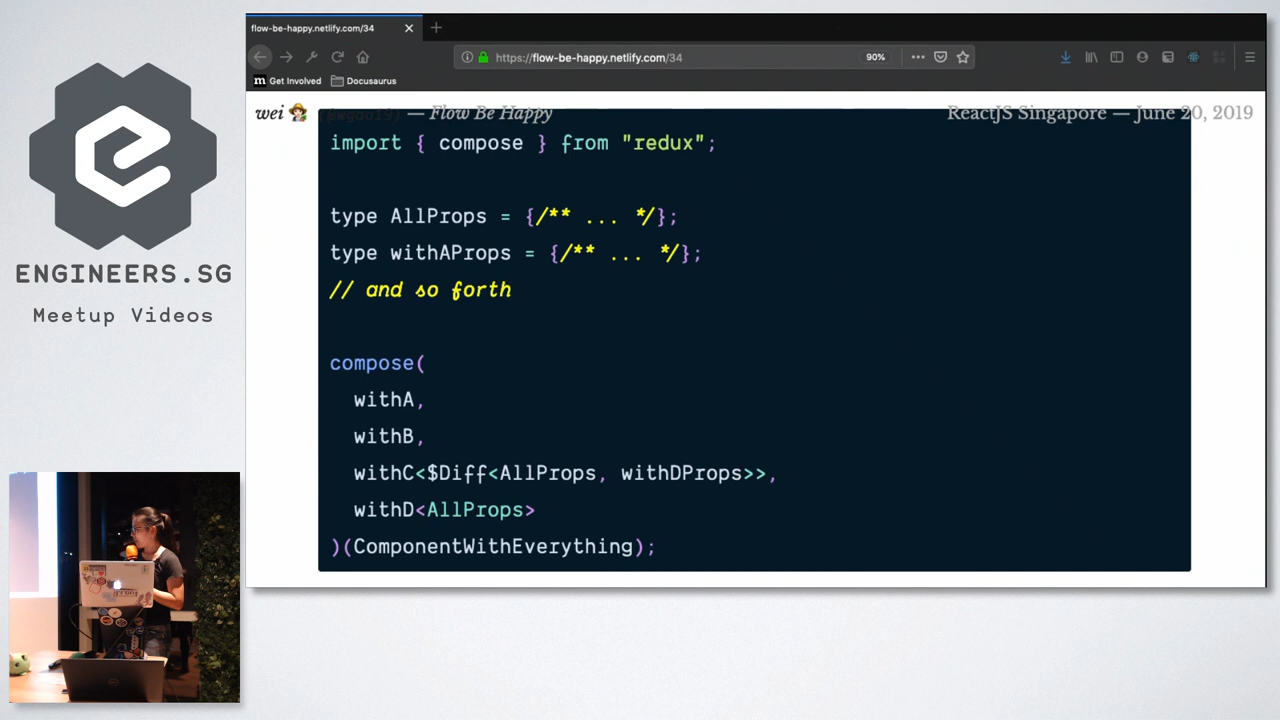 flow-be-happy.netlify.com/34
https://flow-be-happy.netlify.com/34
90%
m Get Involved
Docusaurus
wei (@wgao19) — Flow Be Happy
ReactJS Singapore — June 20, 2019
import { compose } from "redux";
type AllProps = {/** ... */};
type withAProps = {/** ... */};
// and so forth
compose(
withA,
withB,
withC<$Diff<AllProps, withDProps>>,
withD<AllProps>
)(ComponentWithEverything);
ENGINEERS.SG
Meetup Videos